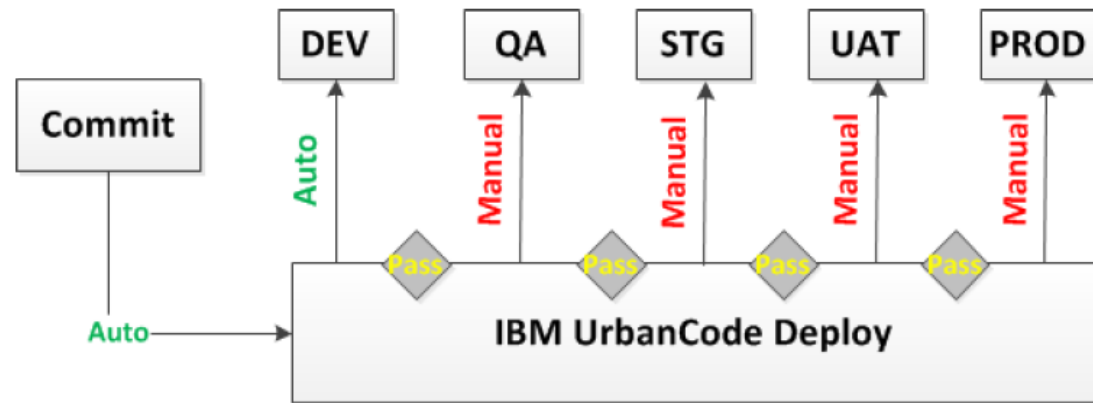 DEV
QA
STG
UAT
PROD
Commit
Auto
Manual
Manual
Manual
Manual
Pass
Pass
Pass
Pass
Auto
IBM UrbanCode Deploy